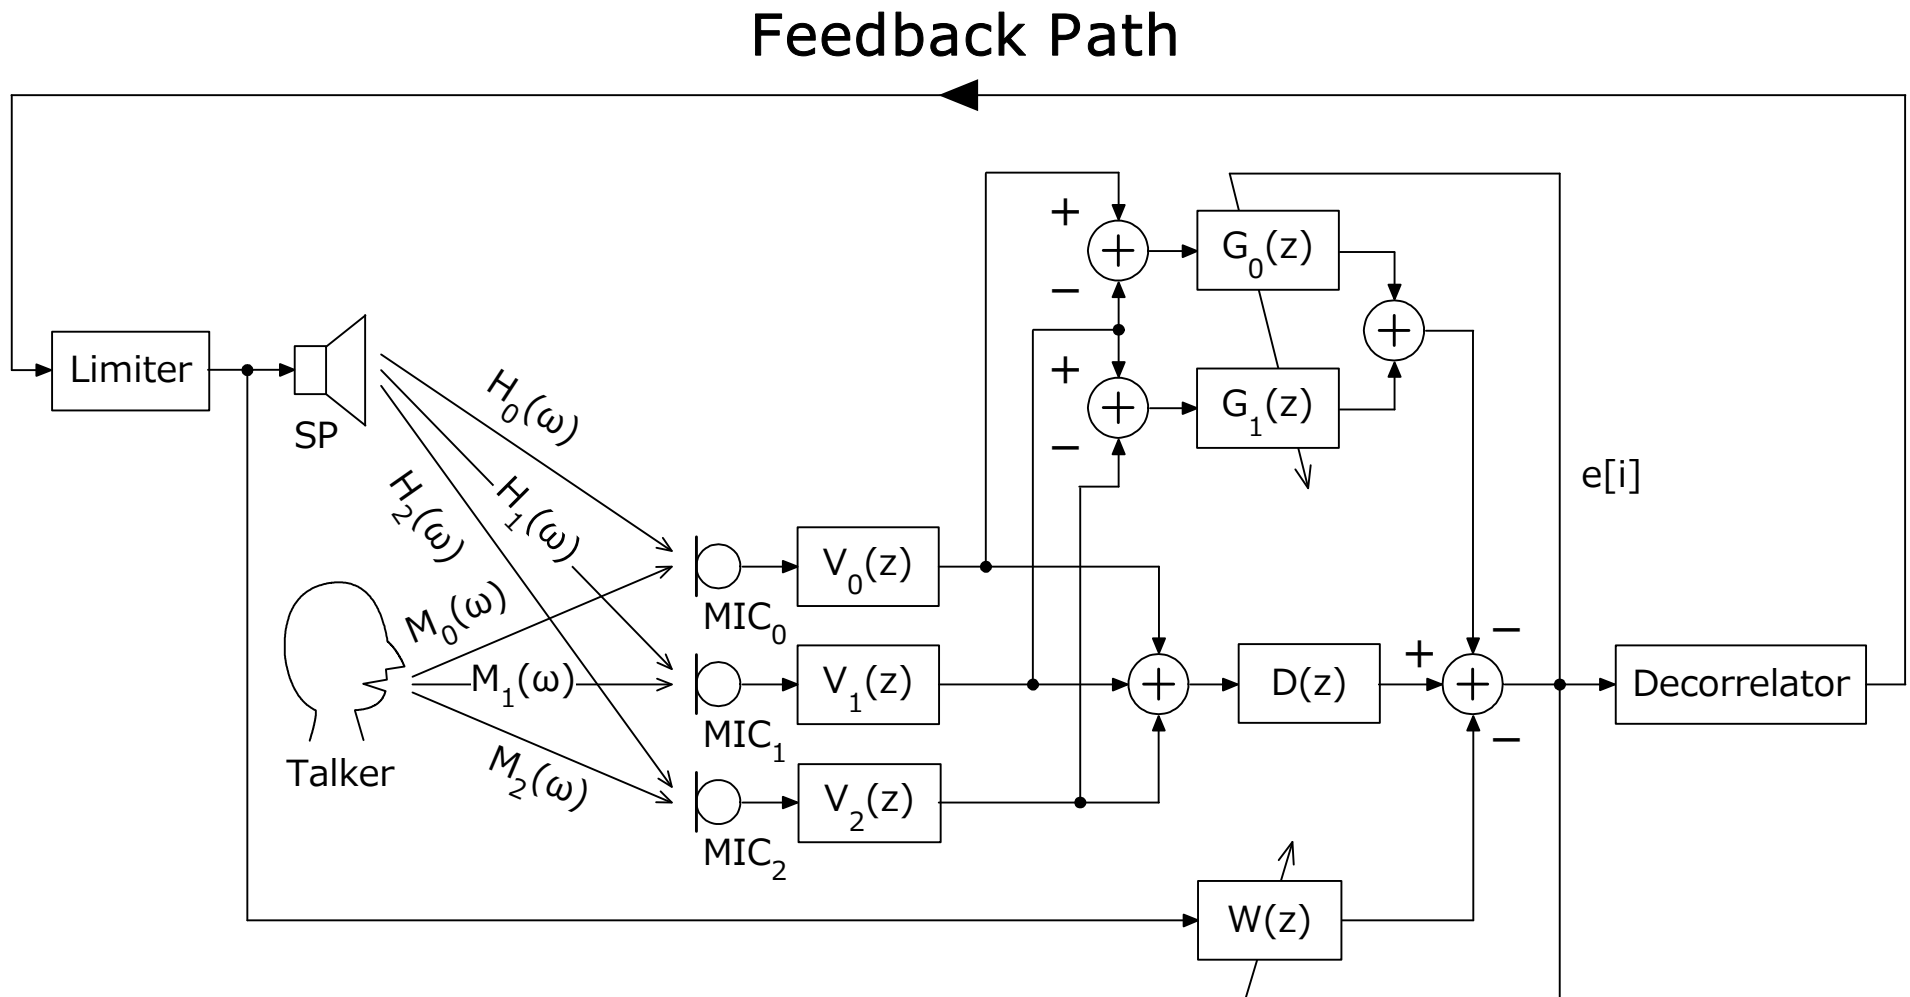 Feedback Path
+
G₀(z)
−
Limiter
+
G₁(z)
H₀(ω)
SP
−
H₁(ω)
H₂(ω)
e[i]
V₀(z)
M₀(ω)
MIC₀
−
+
M₁(ω)
V₁(z)
D(z)
Decorrelator
MIC₁
−
Talker
M₂(ω)
V₂(z)
MIC₂
W(z)